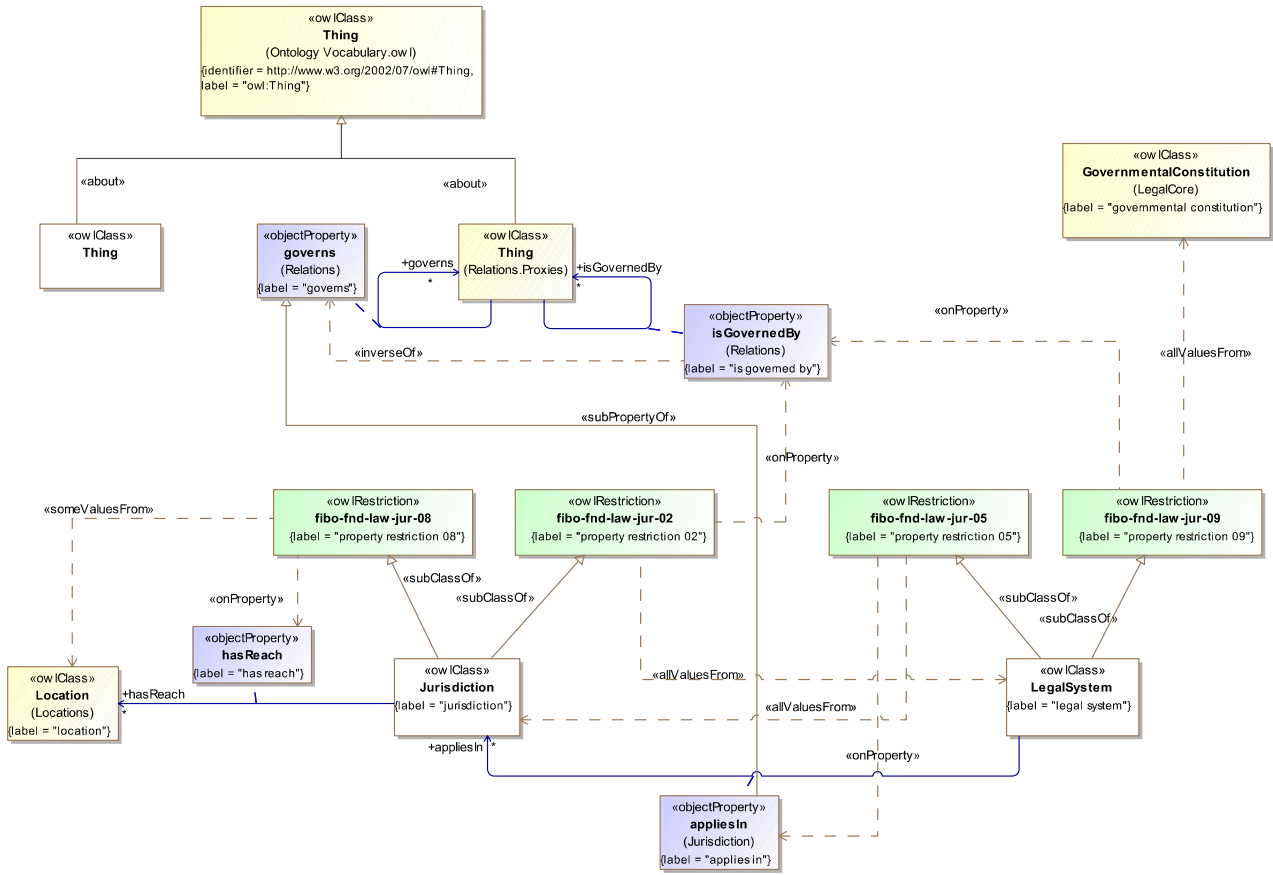 «owlClass»
Thing
(Ontology Vocabulary.owl)
{identifier = http://www.w3.org/2002/07/owl#Thing,
label = "owl:Thing"}
«about»
«about»
«owlClass»
Thing
«objectProperty»
governs
(Relations)
{label = "governs"}
+governs
*
«owlClass»
Thing
(Relations.Proxies)
+isGovernedBy
*
«owlClass»
GovernmentalConstitution
(LegalCore)
{label = "governmental constitution"}
«objectProperty»
isGovernedBy
(Relations)
{label = "is governed by"}
«onProperty»
«inverseOf»
«allValuesFrom»
«subPropertyOf»
«onProperty»
«someValuesFrom»
«owlRestriction»
fibo-fnd-law-jur-08
{label = "property restriction 08"}
«owlRestriction»
fibo-fnd-law-jur-02
{label = "property restriction 02"}
«owlRestriction»
fibo-fnd-law-jur-05
{label = "property restriction 05"}
«owlRestriction»
fibo-fnd-law-jur-09
{label = "property restriction 09"}
«subClassOf»
«subClassOf»
«subClassOf»
«subClassOf»
«onProperty»
«objectProperty»
hasReach
{label = "has reach"}
«owlClass»
Location
(Locations)
{label = "location"}
+hasReach
*
«owlClass»
Jurisdiction
{label = "jurisdiction"}
«allValuesFrom»
«allValuesFrom»
«owlClass»
LegalSystem
{label = "legal system"}
+appliesIn
*
«onProperty»
«objectProperty»
appliesIn
(Jurisdiction)
{label = "applies in"}